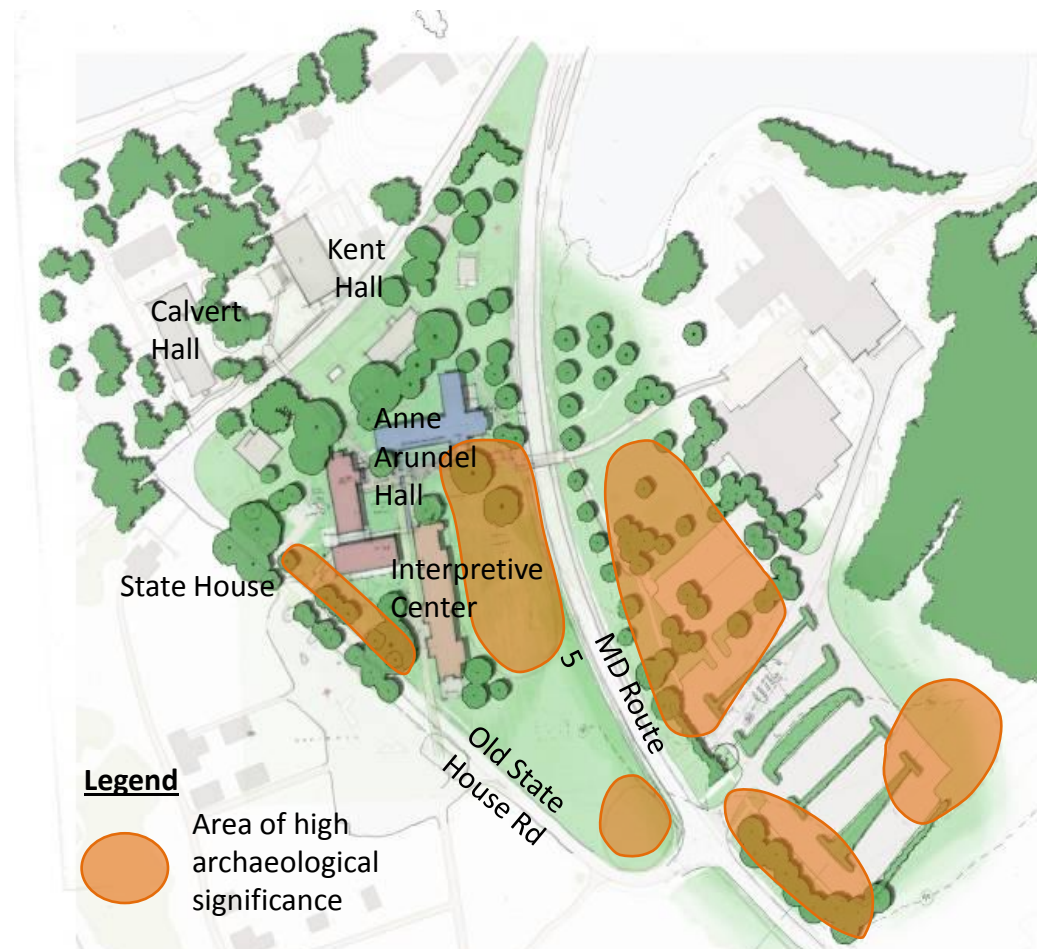 Kent
Hall
Calvert
Hall
Anne
Arundel
Hall
State House
Interpretive
Center
MD Route
5
Old State
House Rd
Legend
Area of high
archaeological
significance